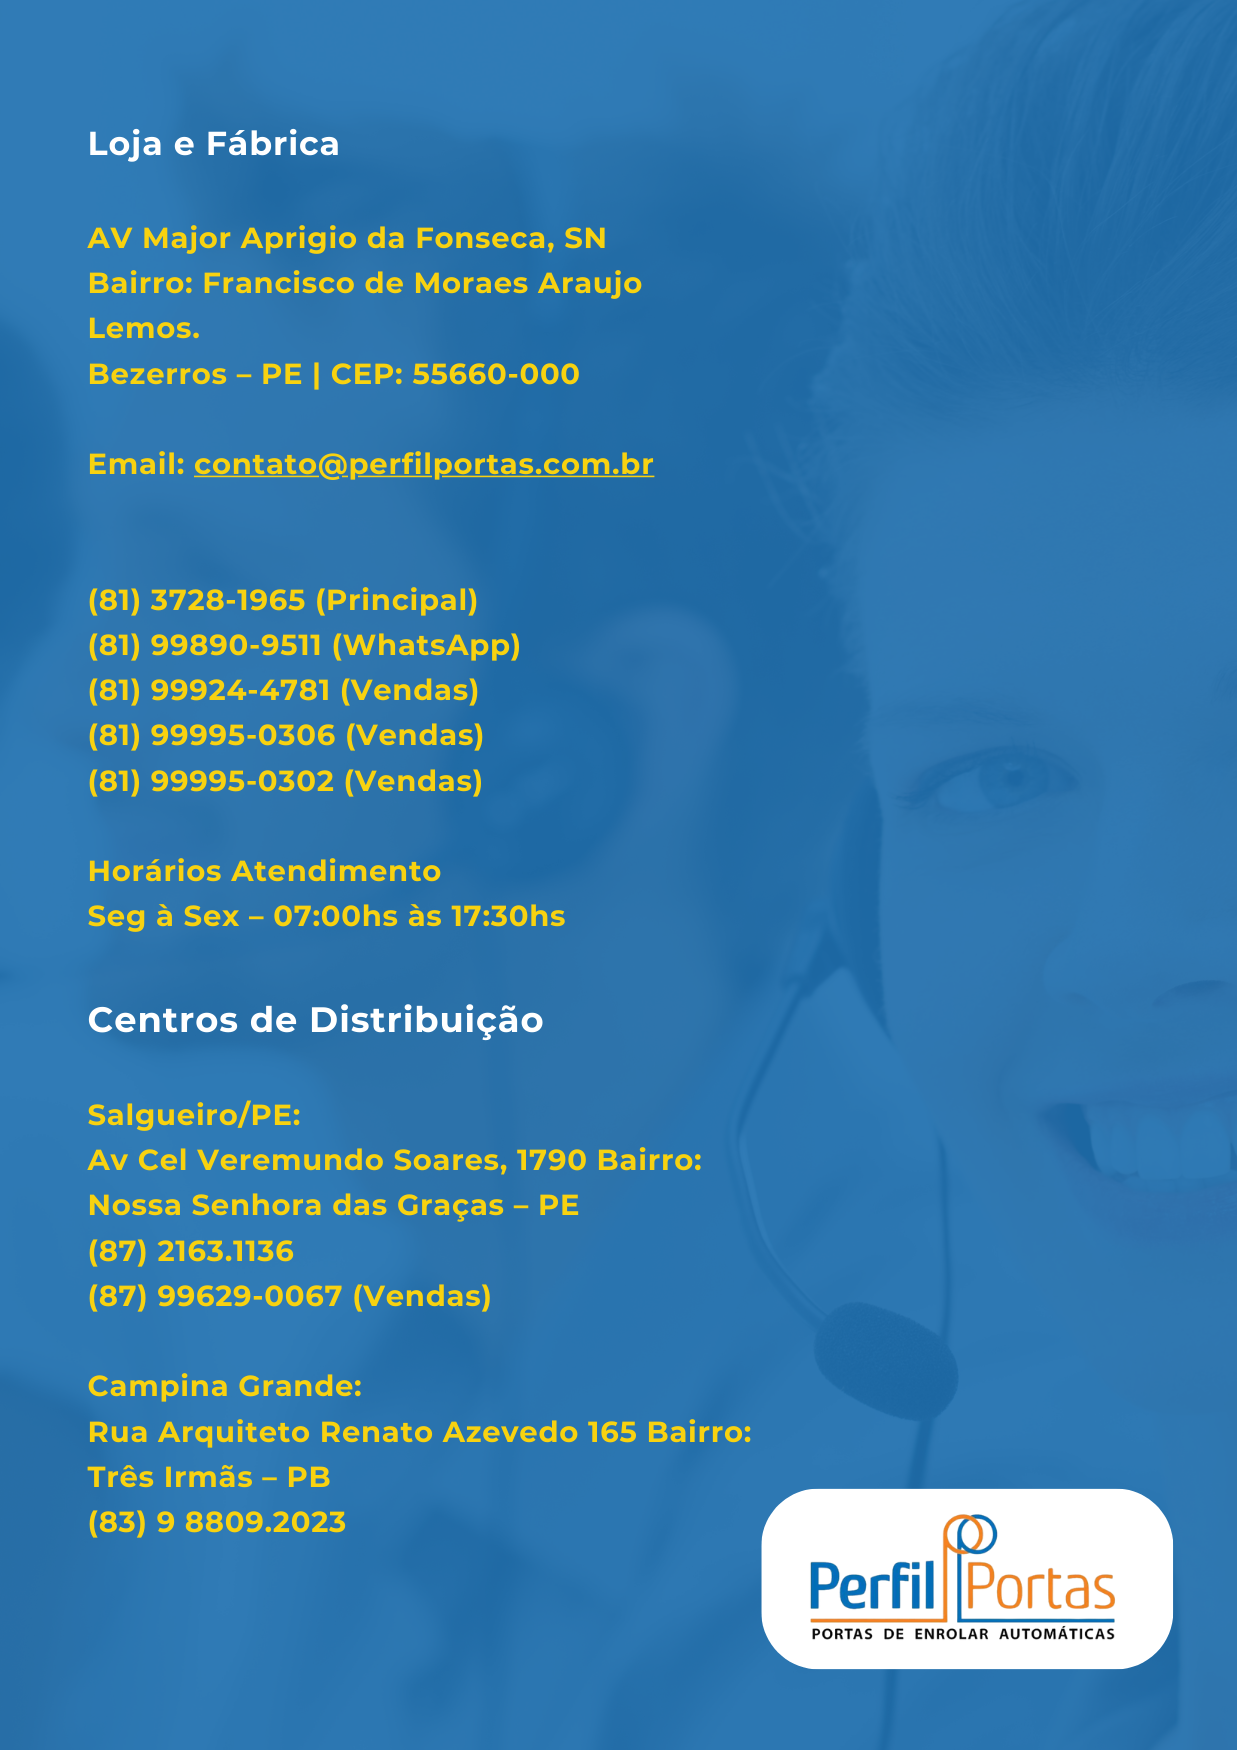 Loja e Fábrica
AV Major Aprigio da Fonseca, SN
Bairro: Francisco de Moraes Araujo
Lemos.
Bezerros – PE | CEP: 55660-000
Email: contato@perfilportas.com.br
(81) 3728-1965 (Principal)
(81) 99890-9511 (WhatsApp)
(81) 99924-4781 (Vendas)
(81) 99995-0306 (Vendas)
(81) 99995-0302 (Vendas)
Horários Atendimento
Seg à Sex – 07:00hs às 17:30hs
Centros de Distribuição
Salgueiro/PE:
Av Cel Veremundo Soares, 1790 Bairro:
Nossa Senhora das Graças – PE
(87) 2163.1136
(87) 99629-0067 (Vendas)
Campina Grande:
Rua Arquiteto Renato Azevedo 165 Bairro:
Três Irmãs – PB
(83) 9 8809.2023
Perfil Portas
PORTAS DE ENROLAR AUTOMÁTICAS